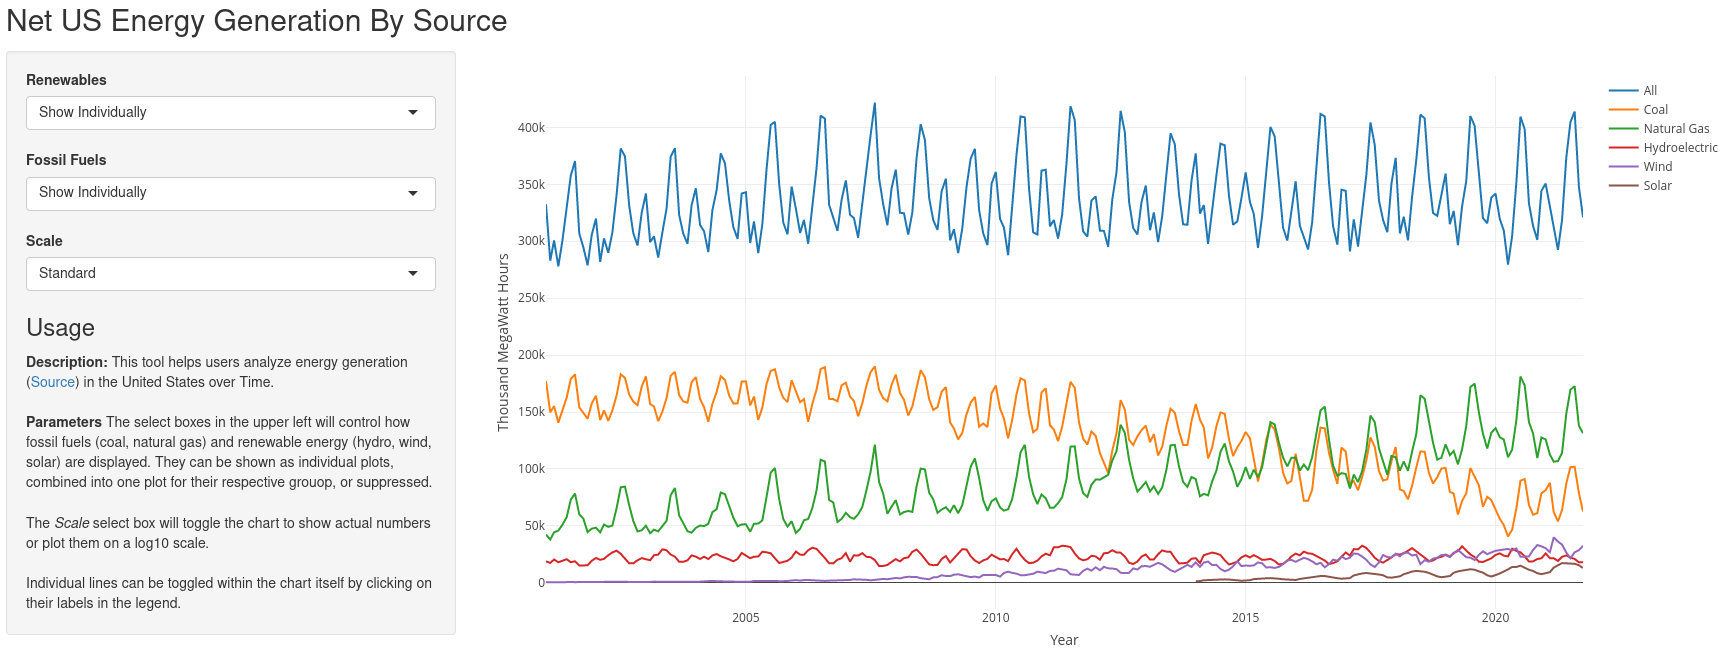 Net US Energy Generation By Source
Renewables
Show Individually
Fossil Fuels
Show Individually
Scale
Standard
Usage
Description: This tool helps users analyze energy generation
(Source) in the United States over Time.
Parameters The select boxes in the upper left will control how
fossil fuels (coal, natural gas) and renewable energy (hydro, wind,
solar) are displayed. They can be shown as individual plots,
combined into one plot for their respective grouop, or suppressed.
The Scale select box will toggle the chart to show actual numbers
or plot them on a log10 scale.
Individual lines can be toggled within the chart itself by clicking on
their labels in the legend.
Thousand MegaWatt Hours
400k
350k
300k
250k
200k
150k
100k
50k
0
2005
2010
2015
2020
Year
All
Coal
Natural Gas
Hydroelectric
Wind
Solar